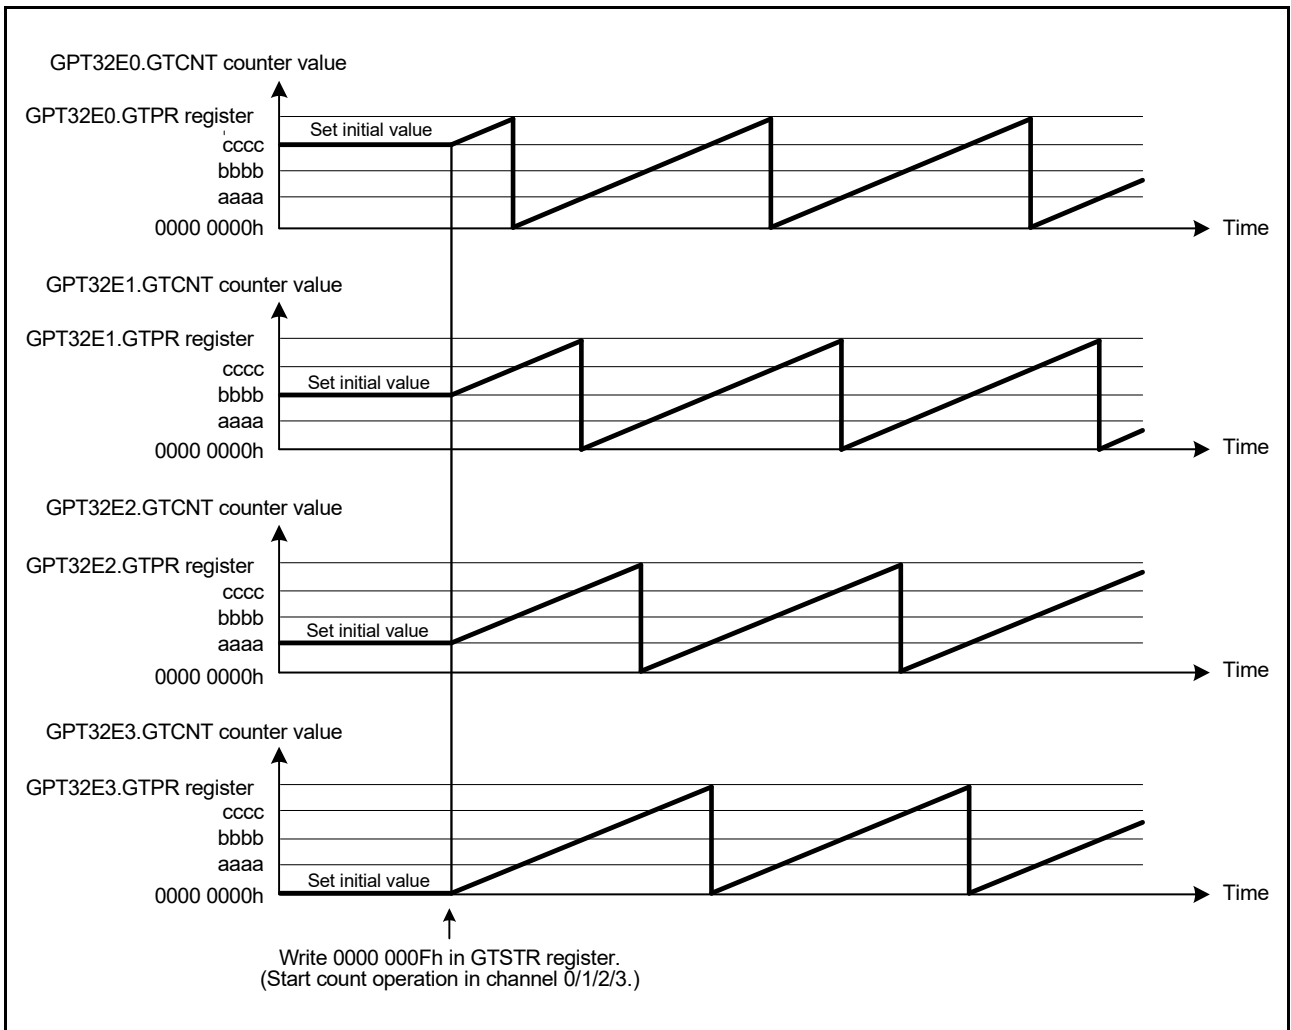 GPT32E0.GTCNT counter value
GPT32E0.GTPR register
Set initial value
cccc
bbbb
aaaa
0000 0000h
Time
GPT32E1.GTCNT counter value
GPT32E1.GTPR register
cccc
Set initial value
bbbb
aaaa
0000 0000h
Time
GPT32E2.GTCNT counter value
GPT32E2.GTPR register
cccc
bbbb
Set initial value
aaaa
0000 0000h
Time
GPT32E3.GTCNT counter value
GPT32E3.GTPR register
cccc
bbbb
aaaa
Set initial value
0000 0000h
Time
Write 0000 000Fh in GTSTR register.
(Start count operation in channel 0/1/2/3.)